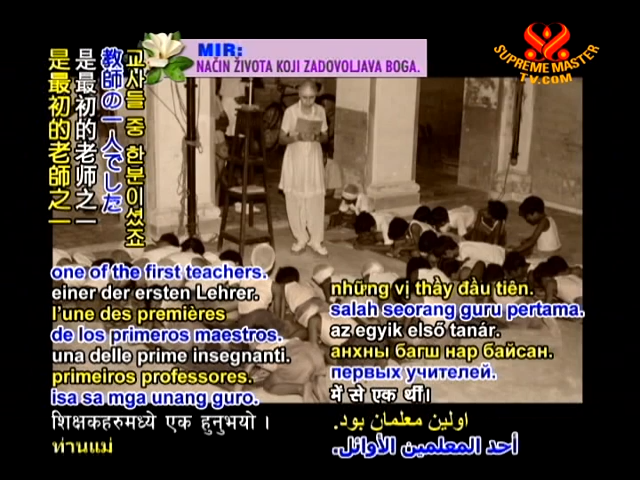 MIR:
NAČIN ŽIVOTA KOJI ZADOVOLJAVA BOGA.
SUPREME MASTER
TV.COM
교사들 중 한분이셨죠
教師の一人でした
是最初的老师之一
是最初的老師之一
one of the first teachers.
einer der ersten Lehrer.
l'une des premières
de los primeros maestros.
una delle prime insegnanti.
primeiros professores.
isa sa mga unang guro.
शिक्षकहरुमध्ये एक हुनुभयो ।
ท่านแม่
những vị thầy đầu tiên.
salah seorang guru pertama.
az egyik első tanár.
анхны багш нар байсан.
первых учителей.
में से एक थीं।
اولین معلمان بود.
أحد المعلمين الأوائل.